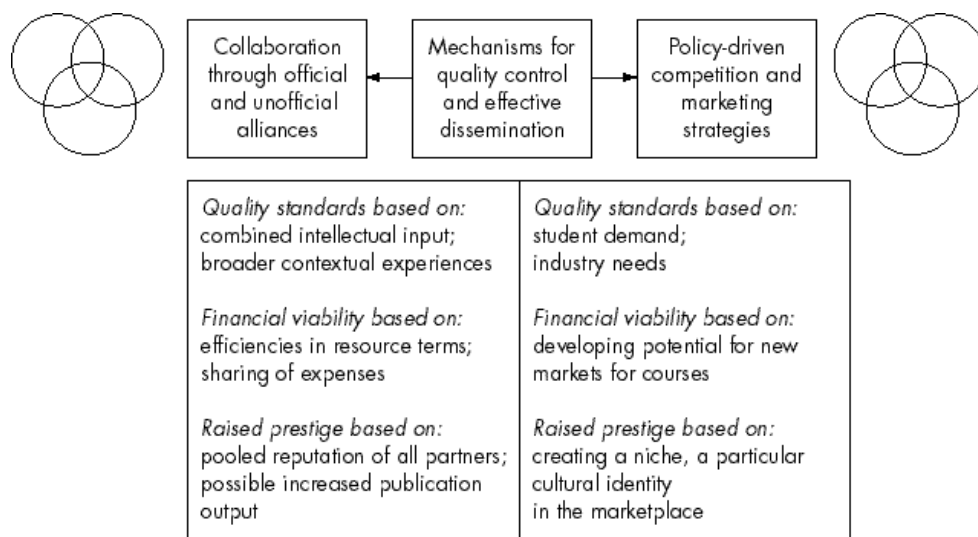 Collaboration
through official
and unofficial
alliances
Mechanisms for
quality control
and effective
dissemination
Policy-driven
competition and
marketing
strategies
Quality standards based on:
combined intellectual input;
broader contextual experiences
Financial viability based on:
efficiencies in resource terms;
sharing of expenses
Raised prestige based on:
pooled reputation of all partners;
possible increased publication
output
Quality standards based on:
student demand;
industry needs
Financial viability based on:
developing potential for new
markets for courses
Raised prestige based on:
creating a niche, a particular
cultural identity
in the marketplace